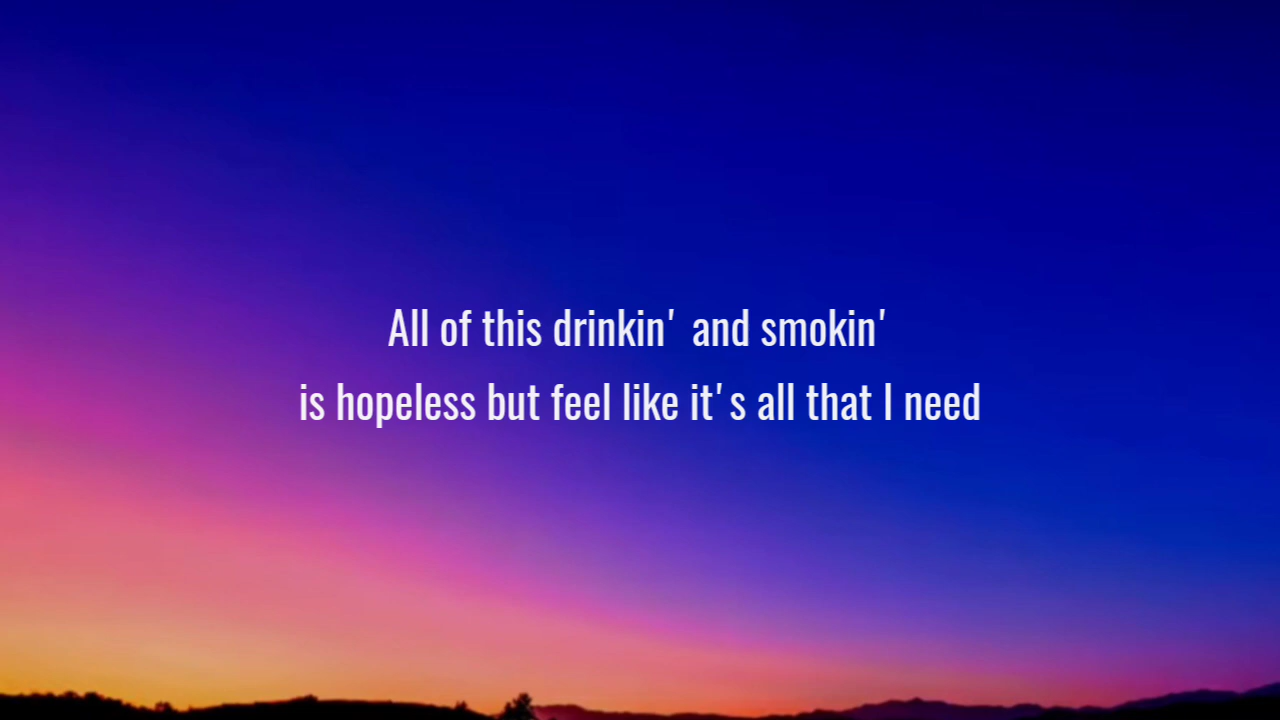 All of this drinkin' and smokin'
is hopeless but feel like it's all that I need